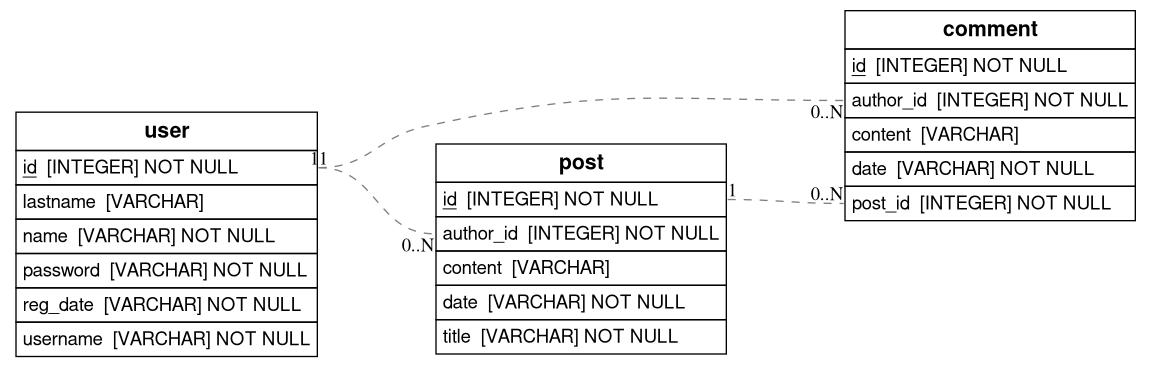 user
id [INTEGER] NOT NULL
lastname [VARCHAR]
name [VARCHAR] NOT NULL
password [VARCHAR] NOT NULL
reg_date [VARCHAR] NOT NULL
username [VARCHAR] NOT NULL
11
0..N
post
id [INTEGER] NOT NULL
author_id [INTEGER] NOT NULL
content [VARCHAR]
date [VARCHAR] NOT NULL
title [VARCHAR] NOT NULL
1
0..N
0..N
comment
id [INTEGER] NOT NULL
author_id [INTEGER] NOT NULL
content [VARCHAR]
date [VARCHAR] NOT NULL
post_id [INTEGER] NOT NULL